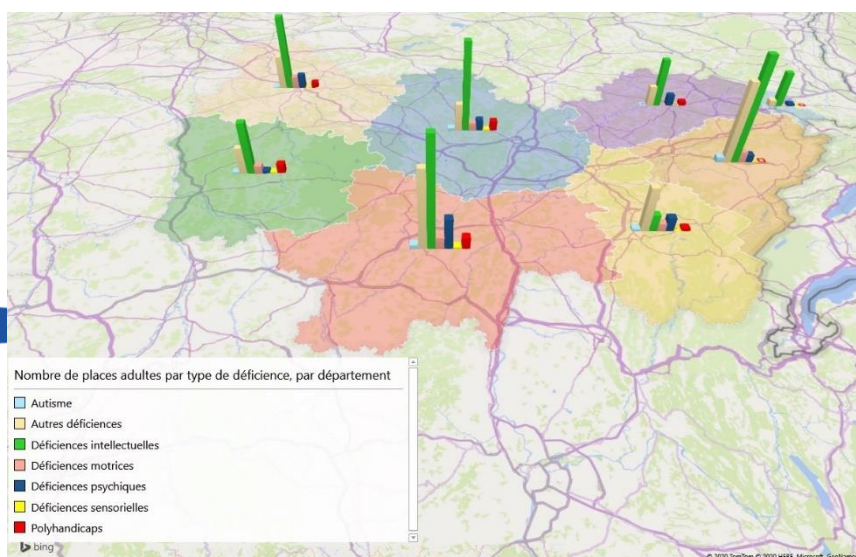 Nombre de places adultes par type de déficience, par département
Autisme
Autres déficiences
Déficiences intellectuelles
Déficiences motrices
Déficiences psychiques
Déficiences sensorielles
Polyhandicaps
bing
© 2020 TomTom © 2020 HERE, Microsoft, GeoNames